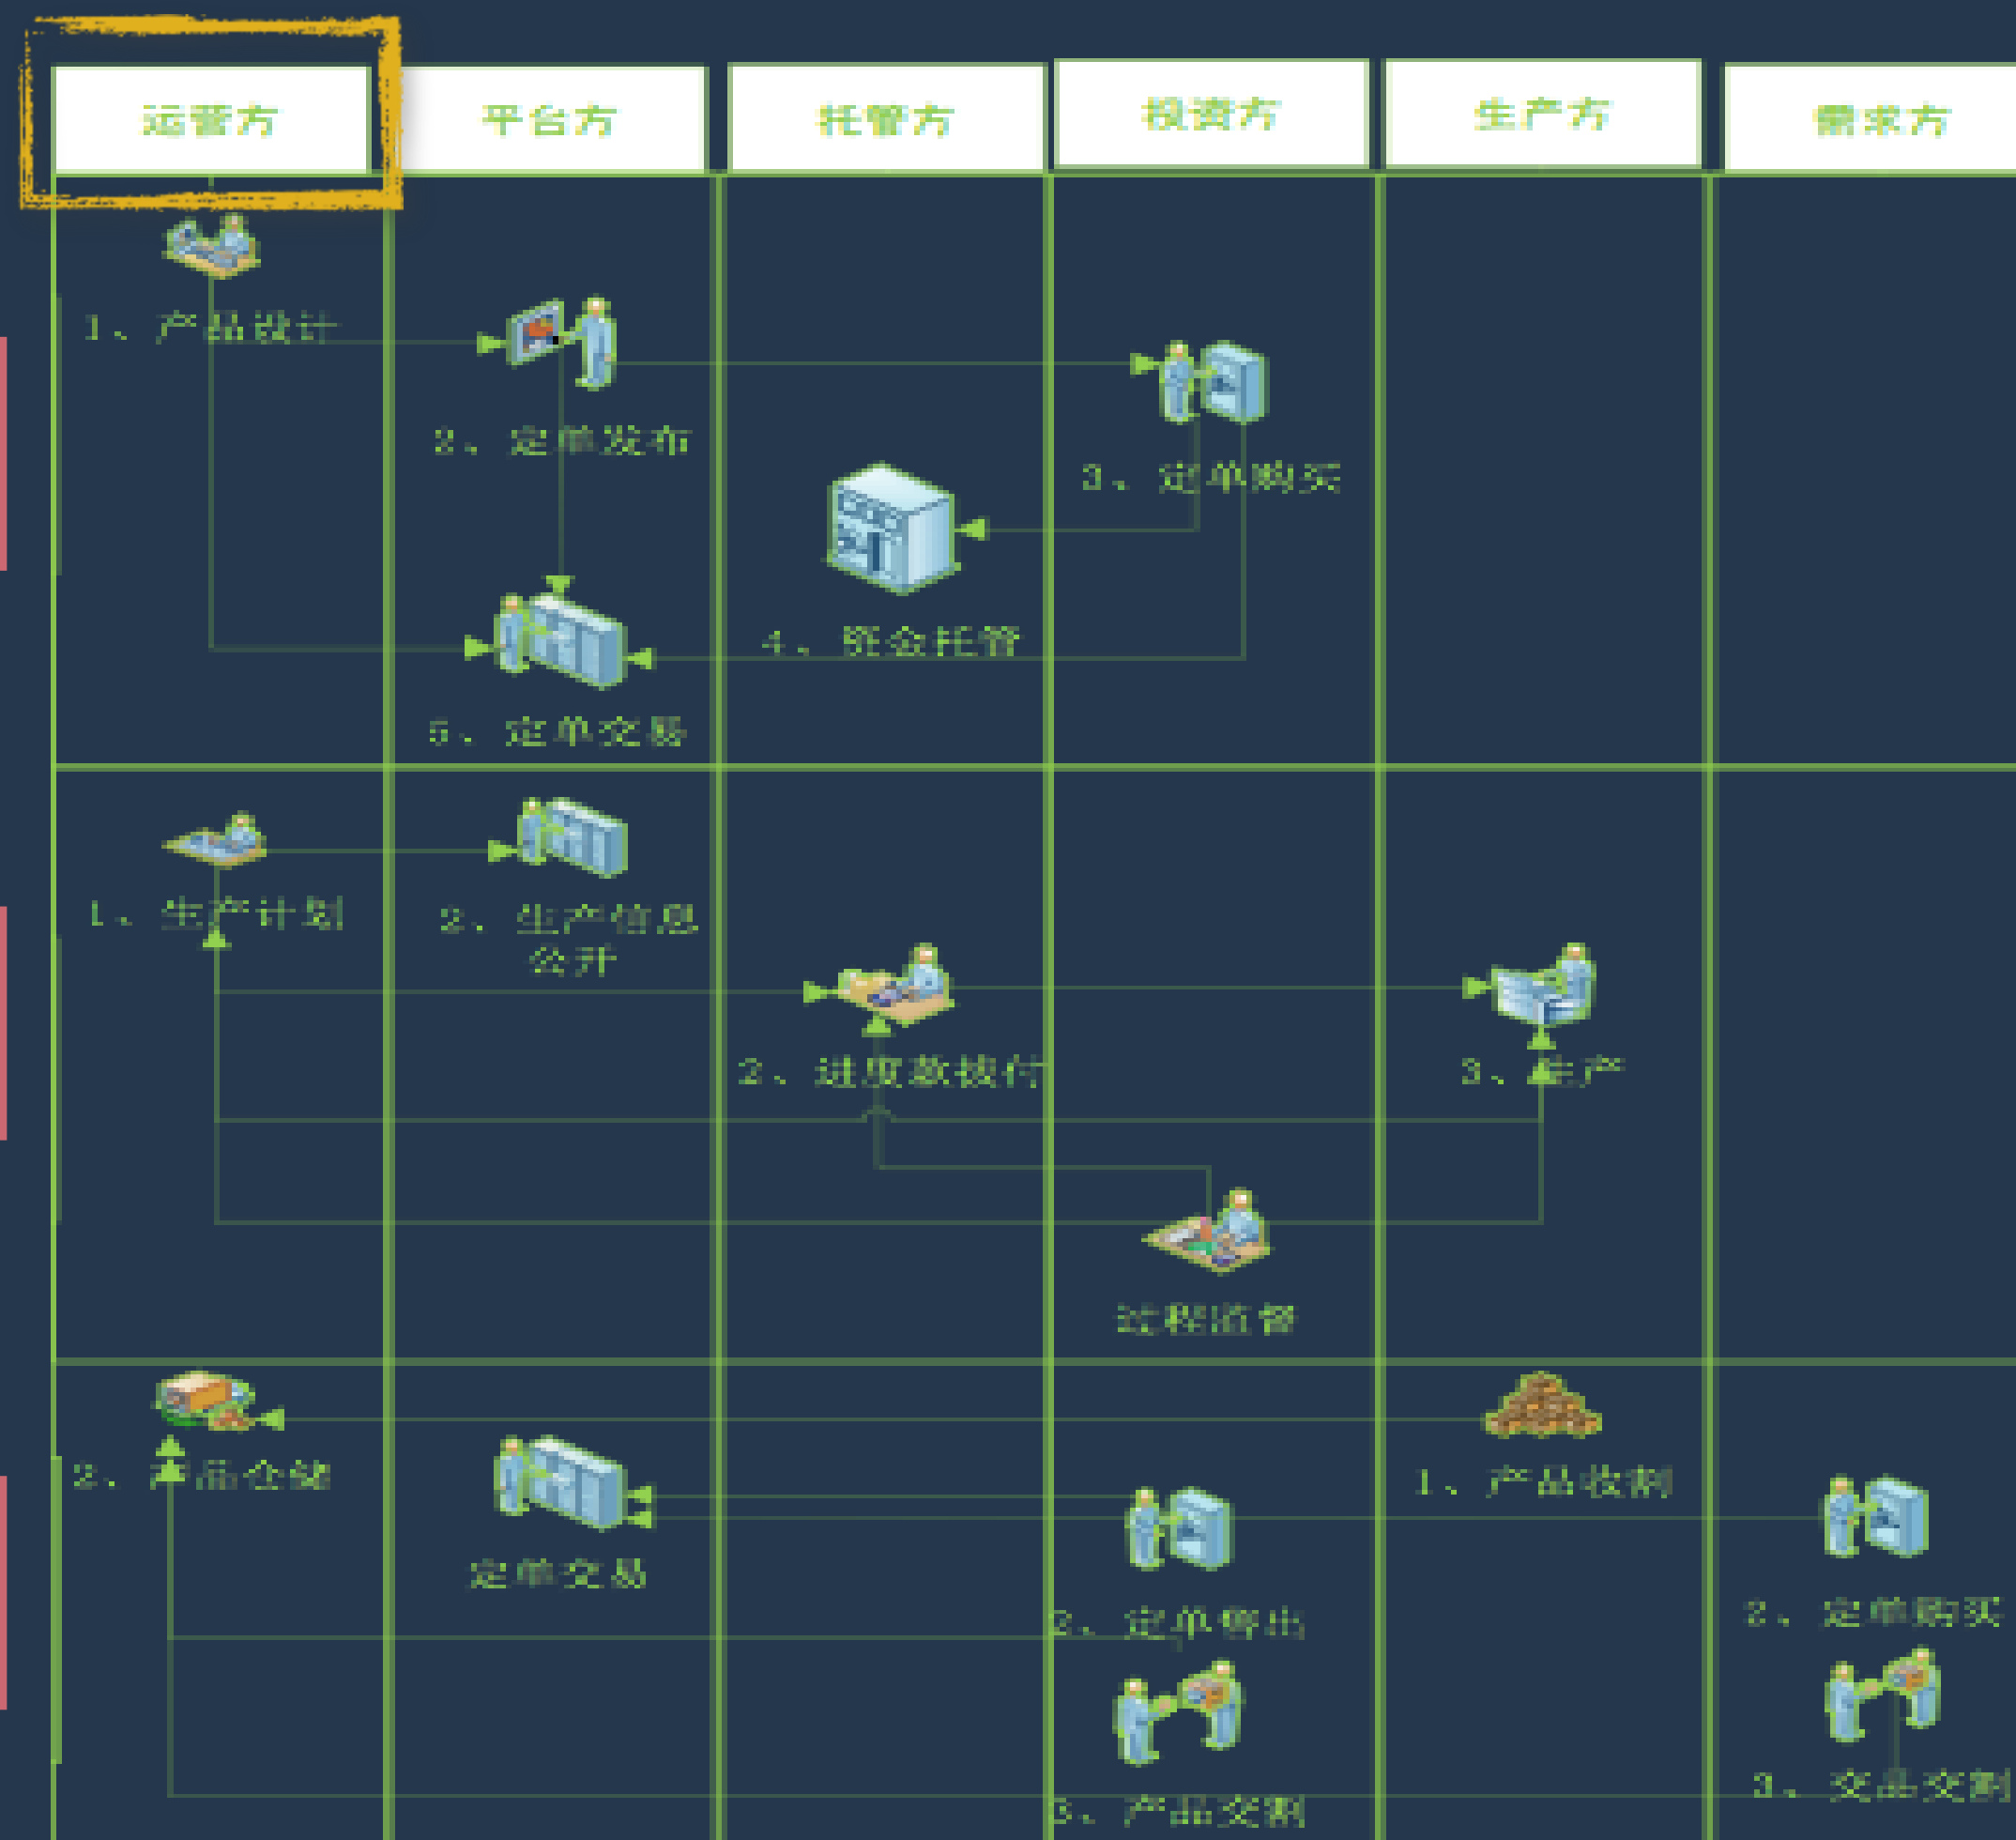 运营方
平台方
托管方
投资方
生产方
需求方
1、产品设计
2、定单发布
3、定单购买
4、资金托管
5、定单交易
1、生产计划
2、生产信息
公开
2、进度款拨付
3、生产
过程监督
2、产品仓储
1、产品收割
定单交易
2、定单售出
2、定单购买
3、产品交割
3、交品交割